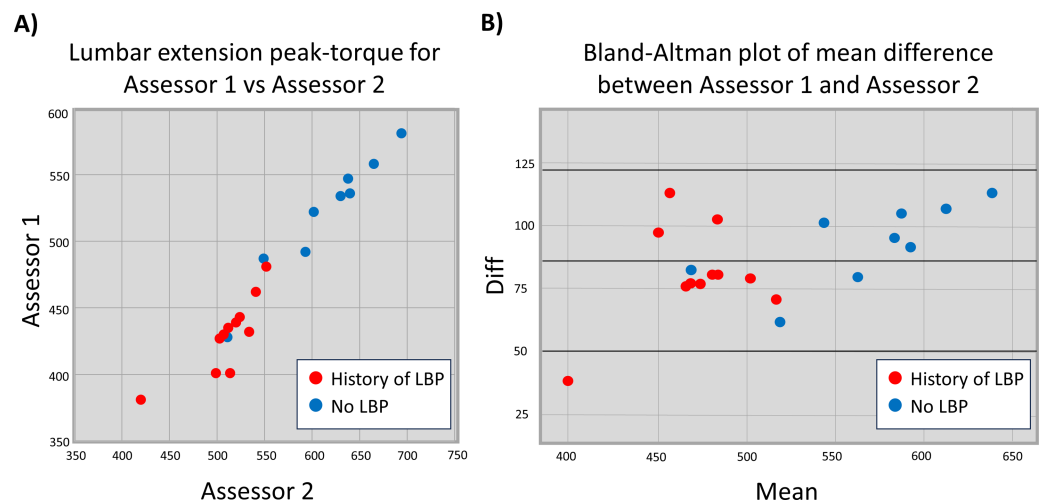 A)
Lumbar extension peak-torque for
Assessor 1 vs Assessor 2
600
550
500
450
400
350
Assessor 1
350 400 450 500 550 600 650 700 750
Assessor 2
History of LBP
No LBP
B)
Bland-Altman plot of mean difference
between Assessor 1 and Assessor 2
125
100
75
50
25
Diff
400 450 500 550 600 650
Mean
History of LBP
No LBP